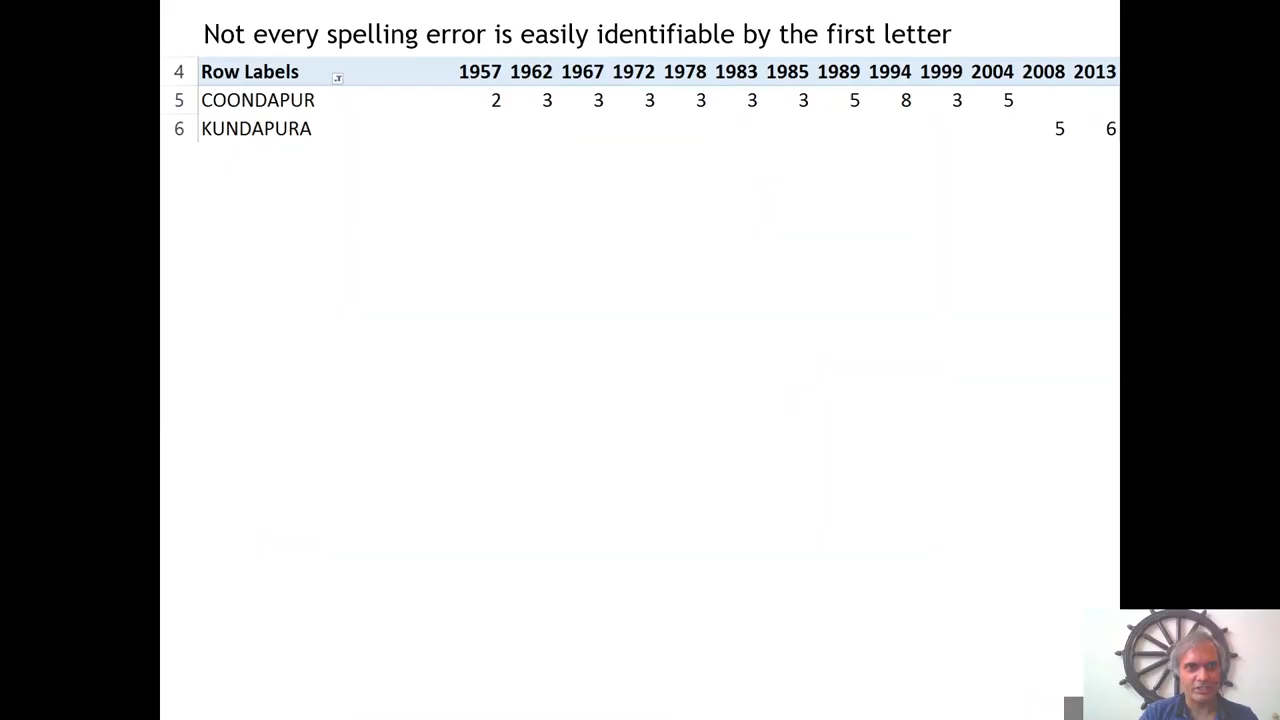 Not every spelling error is easily identifiable by the first letter
4 Row Labels 1957 1962 1967 1972 1978 1983 1985 1989 1994 1999 2004 2008 2013
5 COONDAPUR 2 3 3 3 3 3 3 5 8 3 5
6 KUNDAPURA 5 6